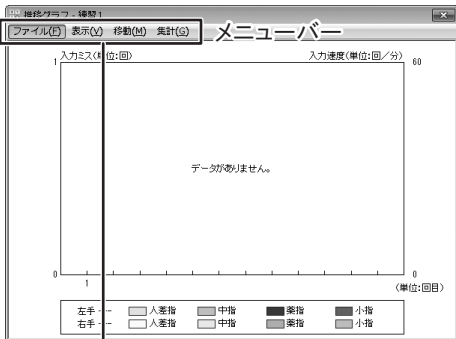 推移グラフ - 練習1
ファイル(F) 表示(V) 移動(M) 集計(G) メニューバー
入力ミス(単位:回) 入力速度(単位:回/分)
1 60
データがありません。
0 0
1 (単位:回目)
左手 --- 人差指 中指 薬指 小指
右手 --- 人差指 中指 薬指 小指